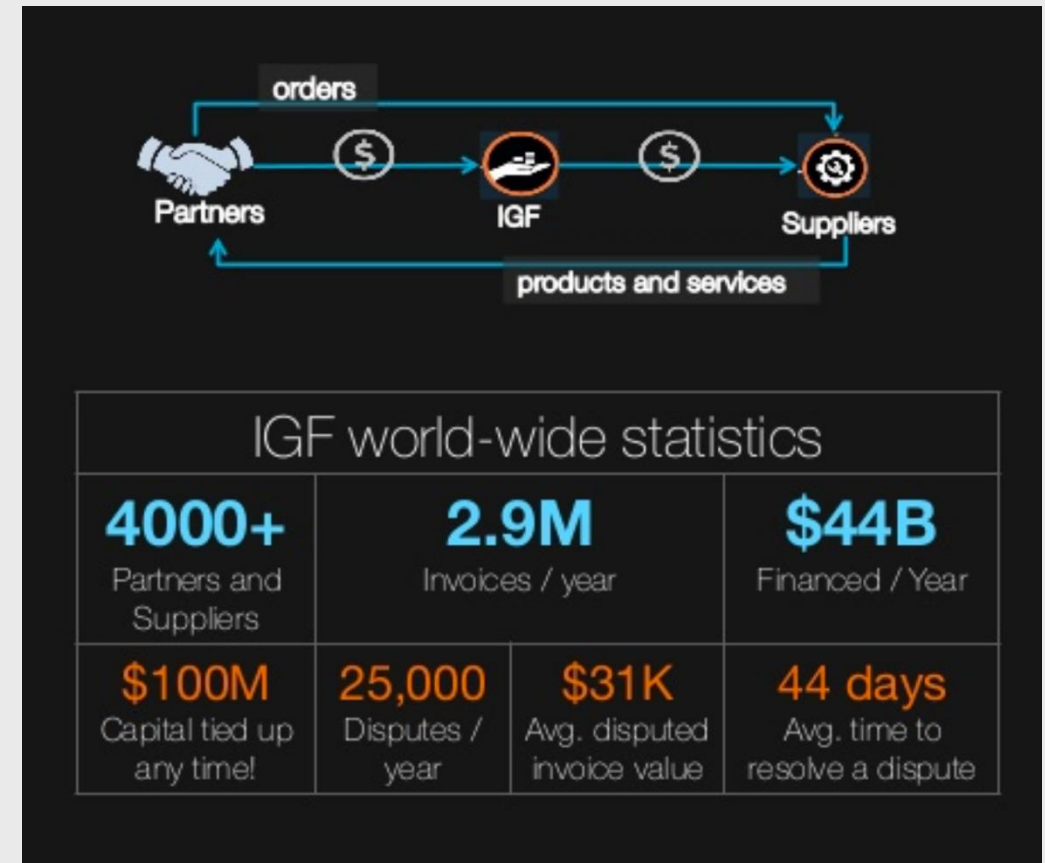 orders
$
$
Partners
IGF
Suppliers
products and services
IGF world-wide statistics
4000+
Partners and
Suppliers
2.9M
Invoices / year
$44B
Financed / Year
$100M
Capital tied up
any time!
25,000
Disputes /
year
$31K
Avg. disputed
invoice value
44 days
Avg. time to
resolve a dispute